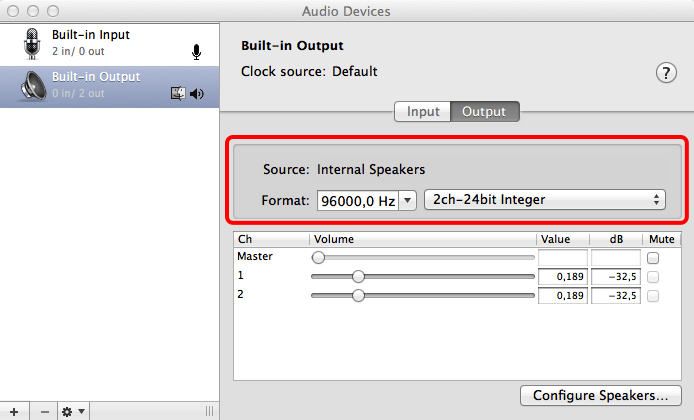 Audio Devices
Built-in Input
2 in/ 0 out
Built-in Output
0 in/ 2 out
Built-in Output
Clock source: Default
?
Input Output
Source: Internal Speakers
Format: 96000,0 Hz 2ch-24bit Integer
Ch Volume Value dB Mute
Master
1 0,189 -32,5
2 0,189 -32,5
Configure Speakers...